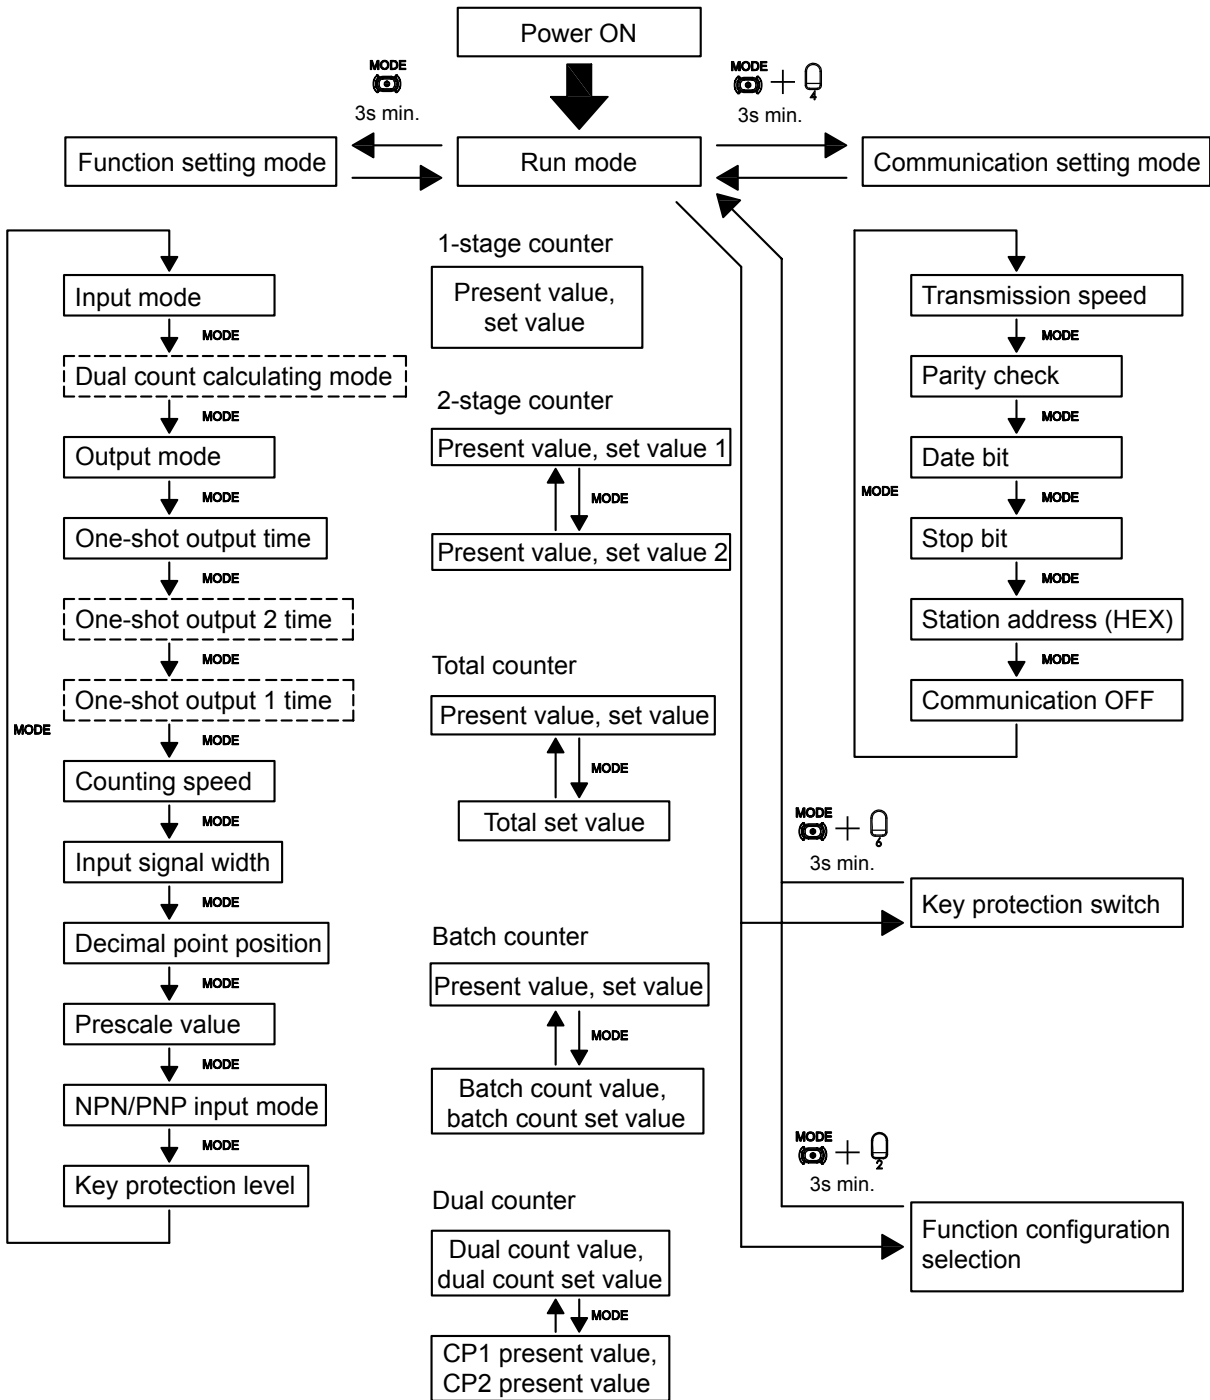 Power ON
MODE
3s min.
MODE
4
3s min.
Function setting mode
Run mode
Communication setting mode
Input mode
MODE
Dual count calculating mode
MODE
Output mode
MODE
One-shot output time
MODE
One-shot output 2 time
MODE
One-shot output 1 time
MODE
MODE
Counting speed
MODE
Input signal width
MODE
Decimal point position
MODE
Prescale value
MODE
NPN/PNP input mode
MODE
Key protection level
1-stage counter
Present value,
set value
2-stage counter
Present value, set value 1
MODE
Present value, set value 2
Total counter
Present value, set value
MODE
Total set value
Batch counter
Present value, set value
MODE
Batch count value,
batch count set value
Dual counter
Dual count value,
dual count set value
MODE
CP1 present value,
CP2 present value
Transmission speed
MODE
Parity check
MODE
Date bit
MODE
MODE
Stop bit
MODE
Station address (HEX)
MODE
Communication OFF
MODE
6
3s min.
Key protection switch
MODE
2
3s min.
Function configuration
selection